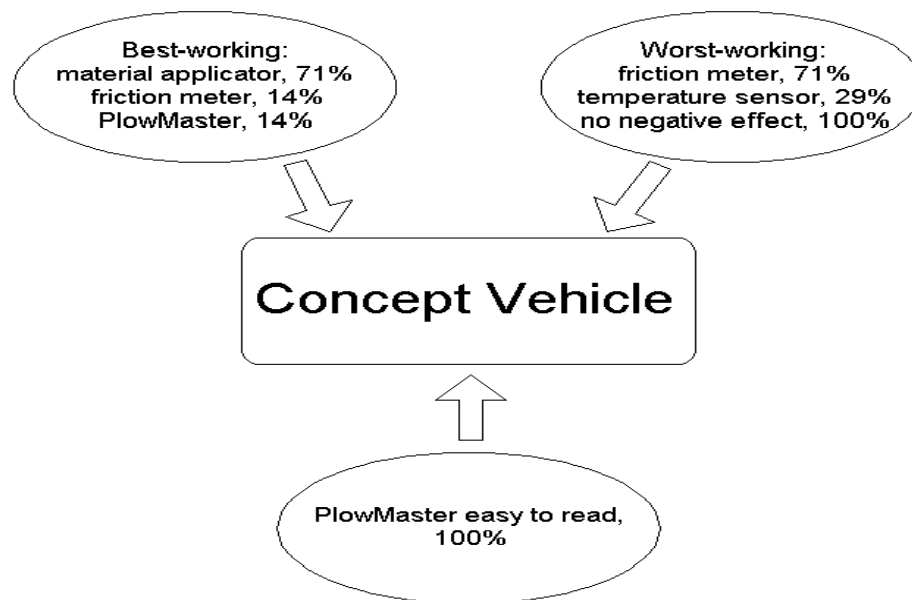 Best-working:
material applicator, 71%
friction meter, 14%
PlowMaster, 14%
Worst-working:
friction meter, 71%
temperature sensor, 29%
no negative effect, 100%
Concept Vehicle
PlowMaster easy to read,
100%